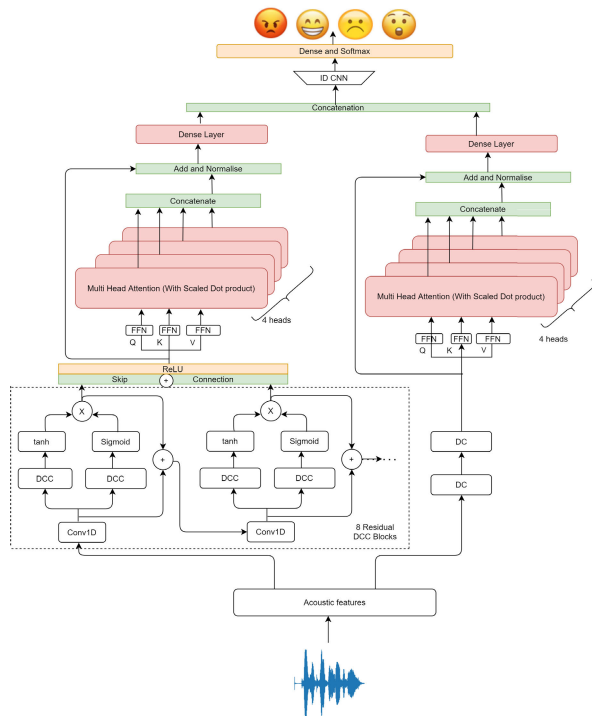 Dense and Softmax
ID CNN
Concatenation
Dense Layer
Add and Normalise
Concatenate
Multi Head Attention (With Scaled Dot product)
4 heads
FFN FFN FFN
Q K V
ReLU
Skip + Connection
X
tanh Sigmoid
+
DCC DCC
Conv1D
X
tanh Sigmoid
+ ...
DCC DCC
Conv1D
8 Residual
DCC Blocks
Dense Layer
Add and Normalise
Concatenate
Multi Head Attention (With Scaled Dot product)
4 heads
FFN FFN FFN
Q K V
DC
DC
Acoustic features